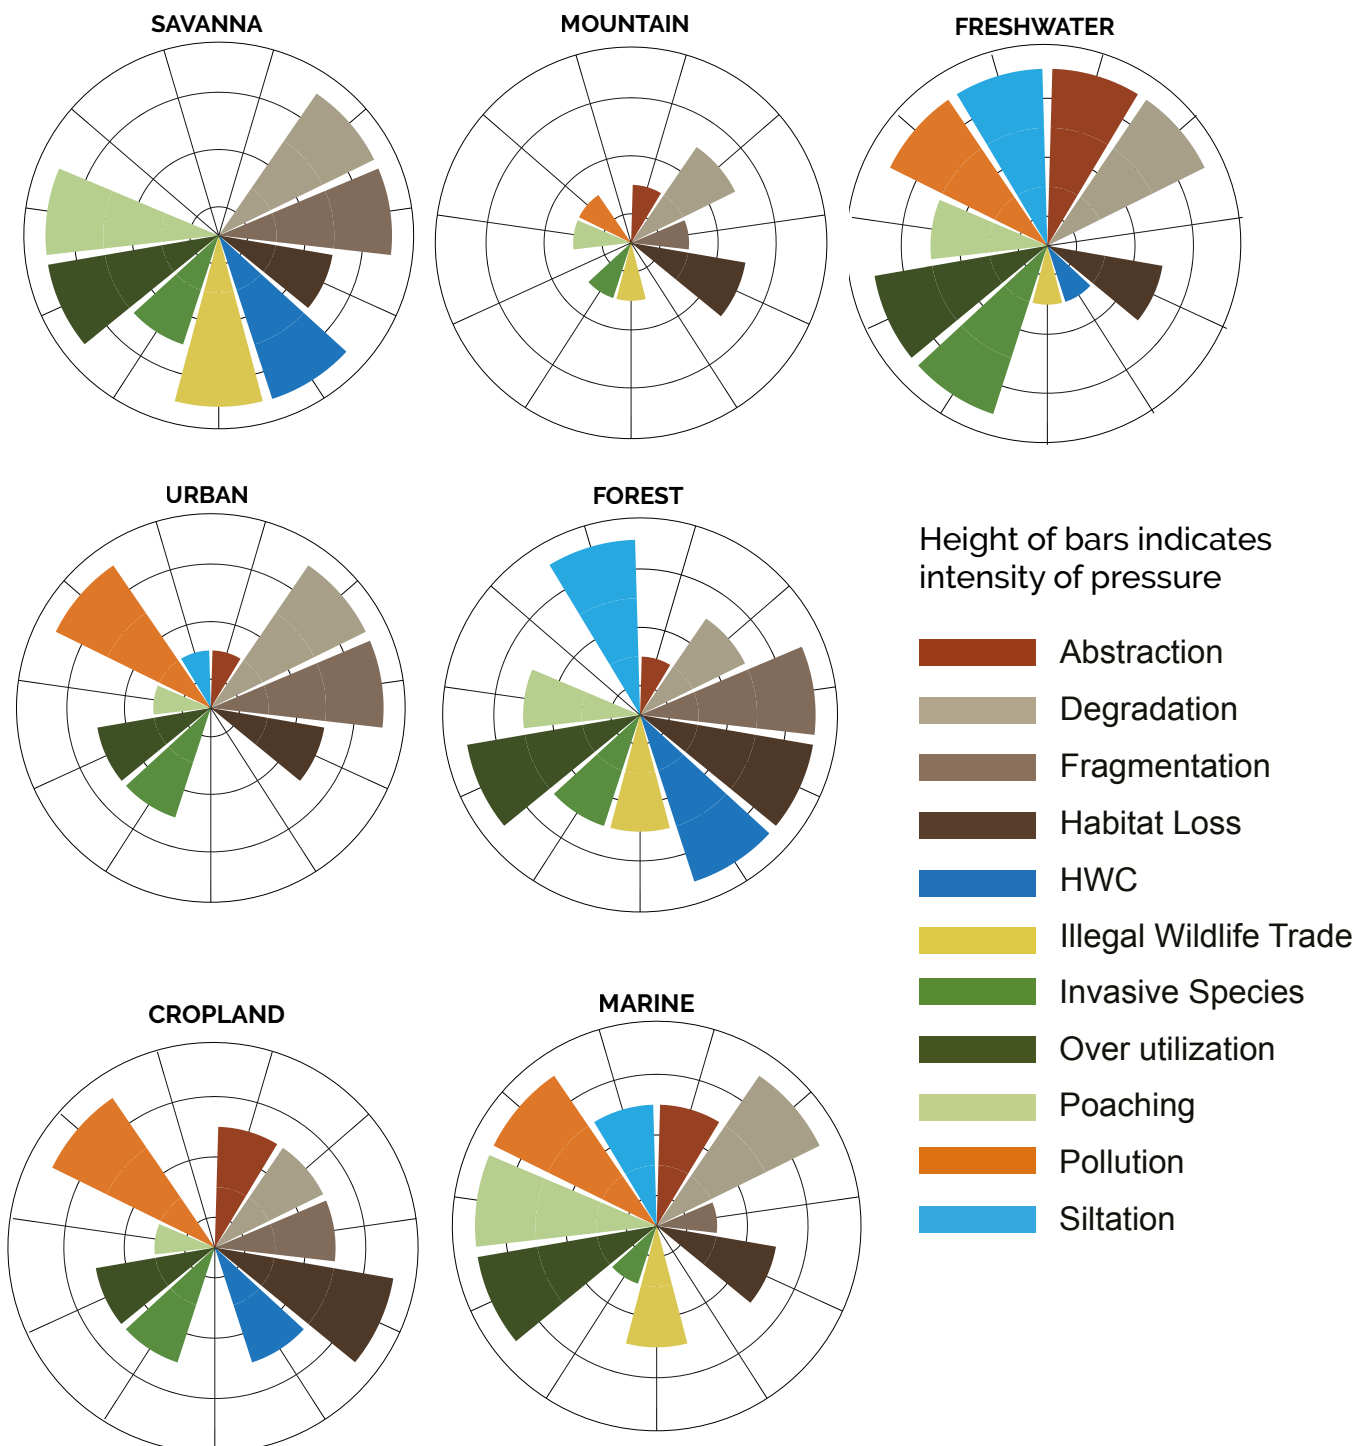 SAVANNA
MOUNTAIN
FRESHWATER
URBAN
FOREST
Height of bars indicates
intensity of pressure
Abstraction
Degradation
Fragmentation
Habitat Loss
HWC
Illegal Wildlife Trade
Invasive Species
Over utilization
Poaching
Pollution
Siltation
CROPLAND
MARINE